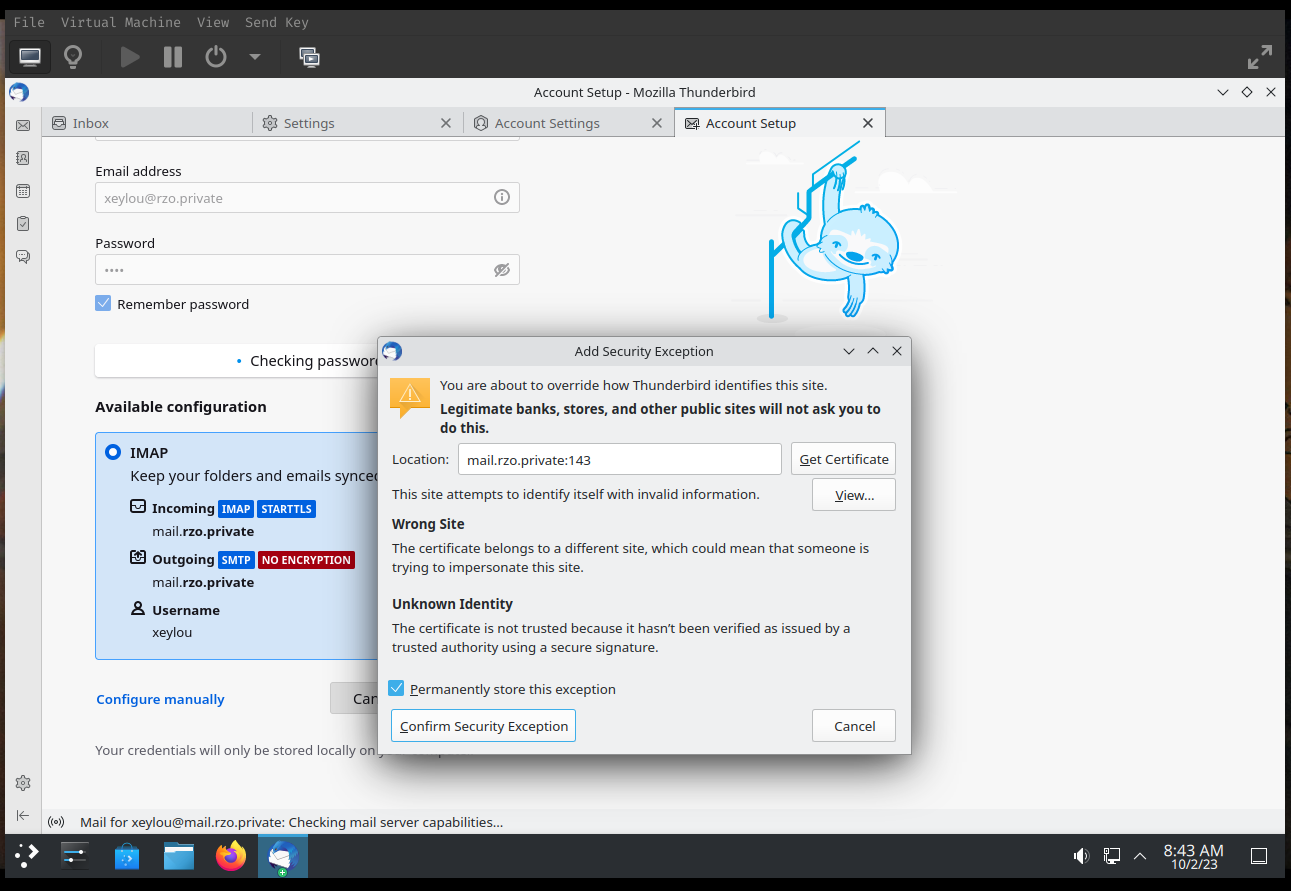 File Virtual Machine View Send Key
Account Setup - Mozilla Thunderbird
Inbox Settings Account Settings Account Setup
Email address
xeylou@rzo.private
Password
••••
Remember password
Checking password
Available configuration
IMAP
Keep your folders and emails synced
Incoming IMAP STARTTLS
mail.rzo.private
Outgoing SMTP NO ENCRYPTION
mail.rzo.private
Username
xeylou
Configure manually
Can
Your credentials will only be stored locally on
Add Security Exception
You are about to override how Thunderbird identifies this site.
Legitimate banks, stores, and other public sites will not ask you to
do this.
Location: mail.rzo.private:143 Get Certificate
This site attempts to identify itself with invalid information. View...
Wrong Site
The certificate belongs to a different site, which could mean that someone is
trying to impersonate this site.
Unknown Identity
The certificate is not trusted because it hasn't been verified as issued by a
trusted authority using a secure signature.
Permanently store this exception
Confirm Security Exception Cancel
Mail for xeylou@mail.rzo.private: Checking mail server capabilities...
8:43 AM
10/2/23